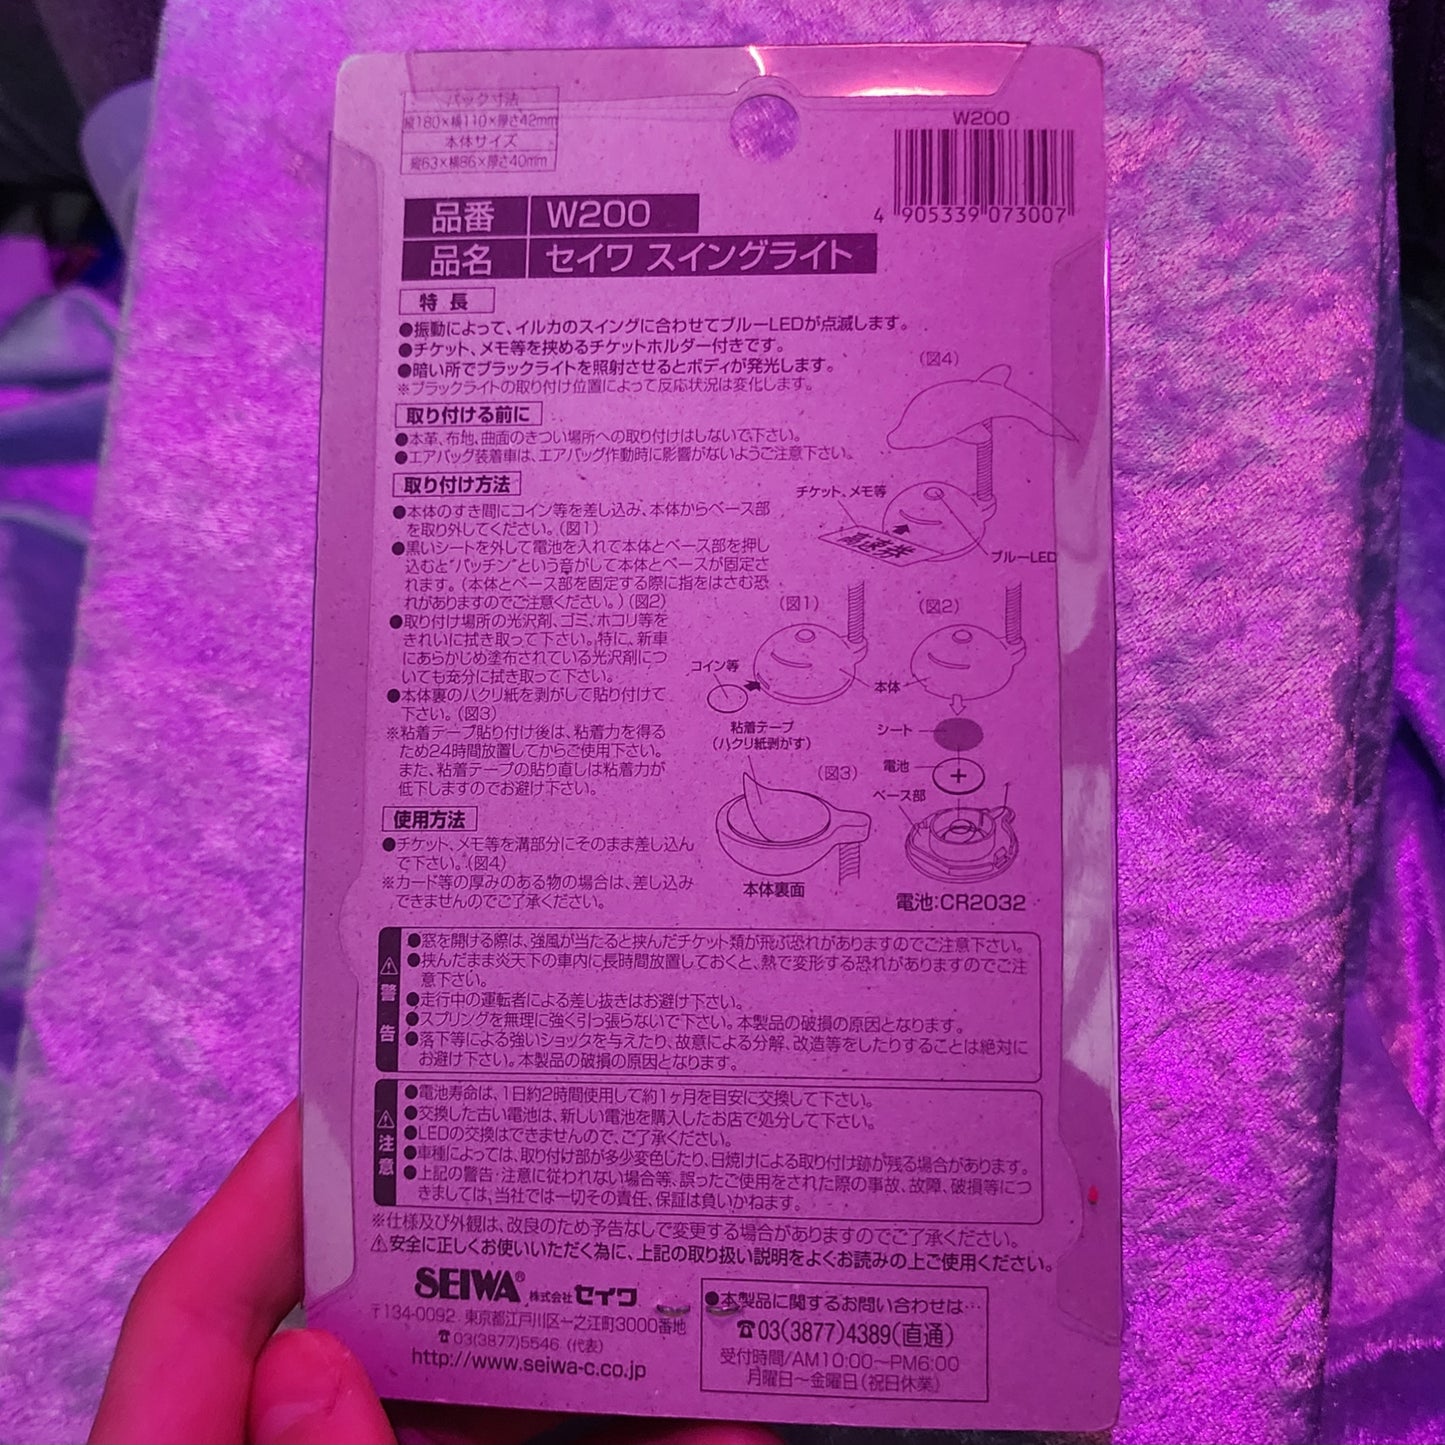 パック寸法
縦180×横110×厚さ42mm
本体サイズ
縦63×横86×厚さ40mm
W200
4 905339 073007
品番 W200
品名 セイワ スイングライト
特長
●振動によって、イルカのスイングに合わせてブルーLEDが点滅します。
●チケット、メモ等を挟めるチケットホルダー付きです。
●暗い所でブラックライトを照射させるとボディが発光します。
※ブラックライトの取り付け位置によって反応状況は変化します。
取り付ける前に
●本革、布地、曲面のきつい場所への取り付けはしないで下さい。
●エアバッグ装着車は、エアバッグ作動時に影響がないようご注意下さい。
取り付け方法
●本体のすき間にコイン等を差し込み、本体からベース部
を取り外してください。(図1)
●黒いシートを外して電池を入れて本体とベース部を押し
込むと"パッチン"という音がして本体とベースが固定さ
れます。(本体とベース部を固定する際に指をはさむ恐
れがありますのでご注意ください。)(図2)
●取り付け場所の光沢剤、ゴミ、ホコリ等を
きれいに拭き取って下さい。特に、新車
にあらかじめ塗布されている光沢剤につ
いても充分に拭き取って下さい。
●本体裏のハクリ紙を剥がして貼り付けて
下さい。(図3)
※粘着テープ貼り付け後は、粘着力を得る
ため24時間放置してからご使用下さい。
また、粘着テープの貼り直しは粘着力が
低下しますのでお避け下さい。
使用方法
●チケット、メモ等を溝部分にそのまま差し込ん
で下さい。(図4)
※カード等の厚みのある物の場合は、差し込み
できませんのでご了承ください。
(図4)
チケット、メモ等
高速券
ブルーLED
(図1)
(図2)
コイン等
本体
粘着テープ
(ハクリ紙剥がす)
シート
電池
+
(図3)
ベース部
本体裏面
電池:CR2032
警告
●窓を開ける際は、強風が当たると挟んだチケット類が飛ぶ恐れがありますのでご注意下さい。
●挟んだまま炎天下の車内に長時間放置しておくと、熱で変形する恐れがありますのでご注
意下さい。
●走行中の運転者による差し抜きはお避け下さい。
●スプリングを無理に強く引っ張らないで下さい。本製品の破損の原因となります。
●落下等による強いショックを与えたり、故意による分解、改造等をしたりすることは絶対に
お避け下さい。本製品の破損の原因となります。
注意
●電池寿命は、1日約2時間使用して約1ヶ月を目安に交換して下さい。
●交換した古い電池は、新しい電池を購入したお店で処分して下さい。
●LEDの交換はできませんので、ご了承ください。
●車種によっては、取り付け部が多少変色したり、日焼けによる取り付け跡が残る場合があります。
●上記の警告・注意に従われない場合等、誤ったご使用をされた際の事故、故障、破損等につ
きましては、当社では一切その責任、保証は負いかねます。
※仕様及び外観は、改良のため予告なしで変更する場合がありますのでご了承ください。
⚠安全に正しくお使いいただく為に、上記の取り扱い説明をよくお読みの上ご使用ください。
SEIWA® 株式会社 セイワ
〒134-0092 東京都江戸川区一之江町3000番地
☎03(3877)5546 (代表)
http://www.seiwa-c.co.jp
●本製品に関するお問い合わせは…
☎03(3877)4389(直通)
受付時間/AM10:00~PM6:00
月曜日~金曜日(祝日休業)